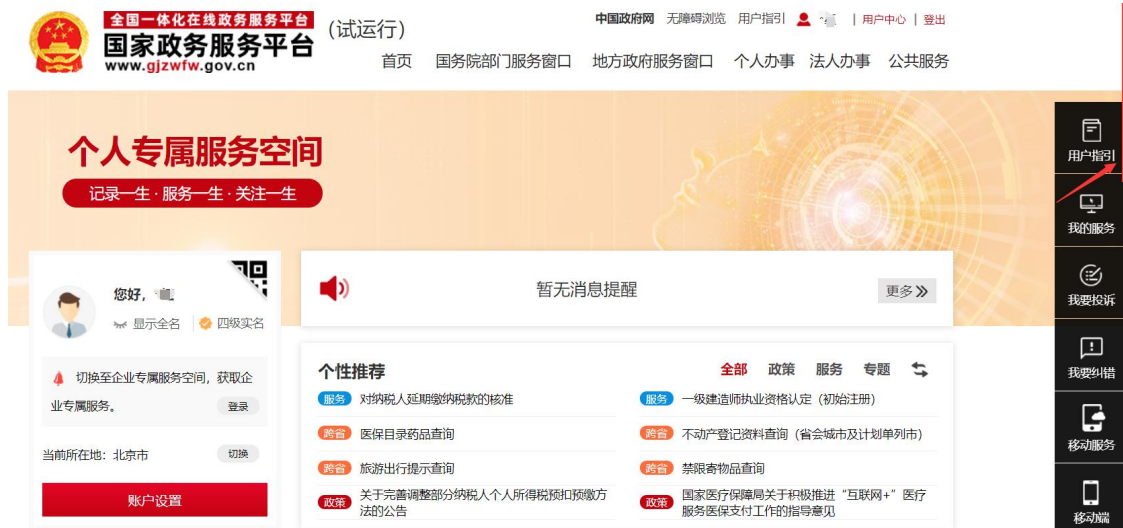 全国一体化在线政务服务平台
国家政务服务平台
www.gjzwfw.gov.cn
(试运行)
中国政府网 无障碍浏览 用户指引 | 用户中心 | 登出
首页 国务院部门服务窗口 地方政府服务窗口 个人办事 法人办事 公共服务
个人专属服务空间
记录一生·服务一生·关注一生
您好，
显示全名 四级实名
切换至企业专属服务空间，获取企
业专属服务。 登录
当前所在地：北京市 切换
账户设置
暂无消息提醒 更多
个性推荐 全部 政策 服务 专题
服务 对纳税人延期缴纳税款的核准
服务 一级建造师执业资格认定（初始注册）
跨省 医保目录药品查询
跨省 不动产登记资料查询（省会城市及计划单列市）
跨省 旅游出行提示查询
跨省 禁限寄物品查询
政策 关于完善调整部分纳税人个人所得税预扣预缴方
法的公告
政策 国家医疗保障局关于积极推进“互联网+”医疗
服务医保支付工作的指导意见
用户指引
我的服务
我要投诉
我要纠错
移动服务
移动端